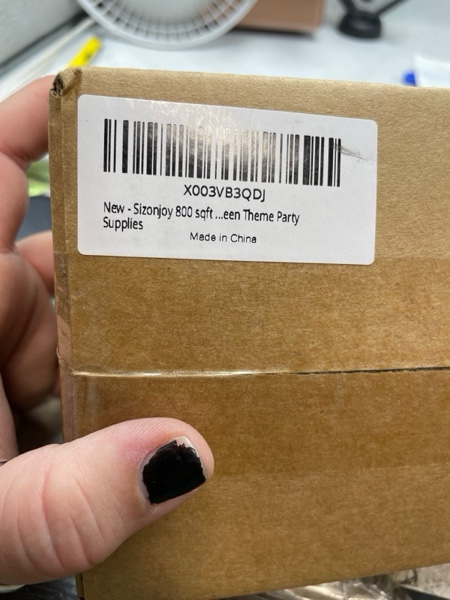 X003VB3QDJ
New - Sizonjoy 800 sqft ...een Theme Party
Supplies
Made in China